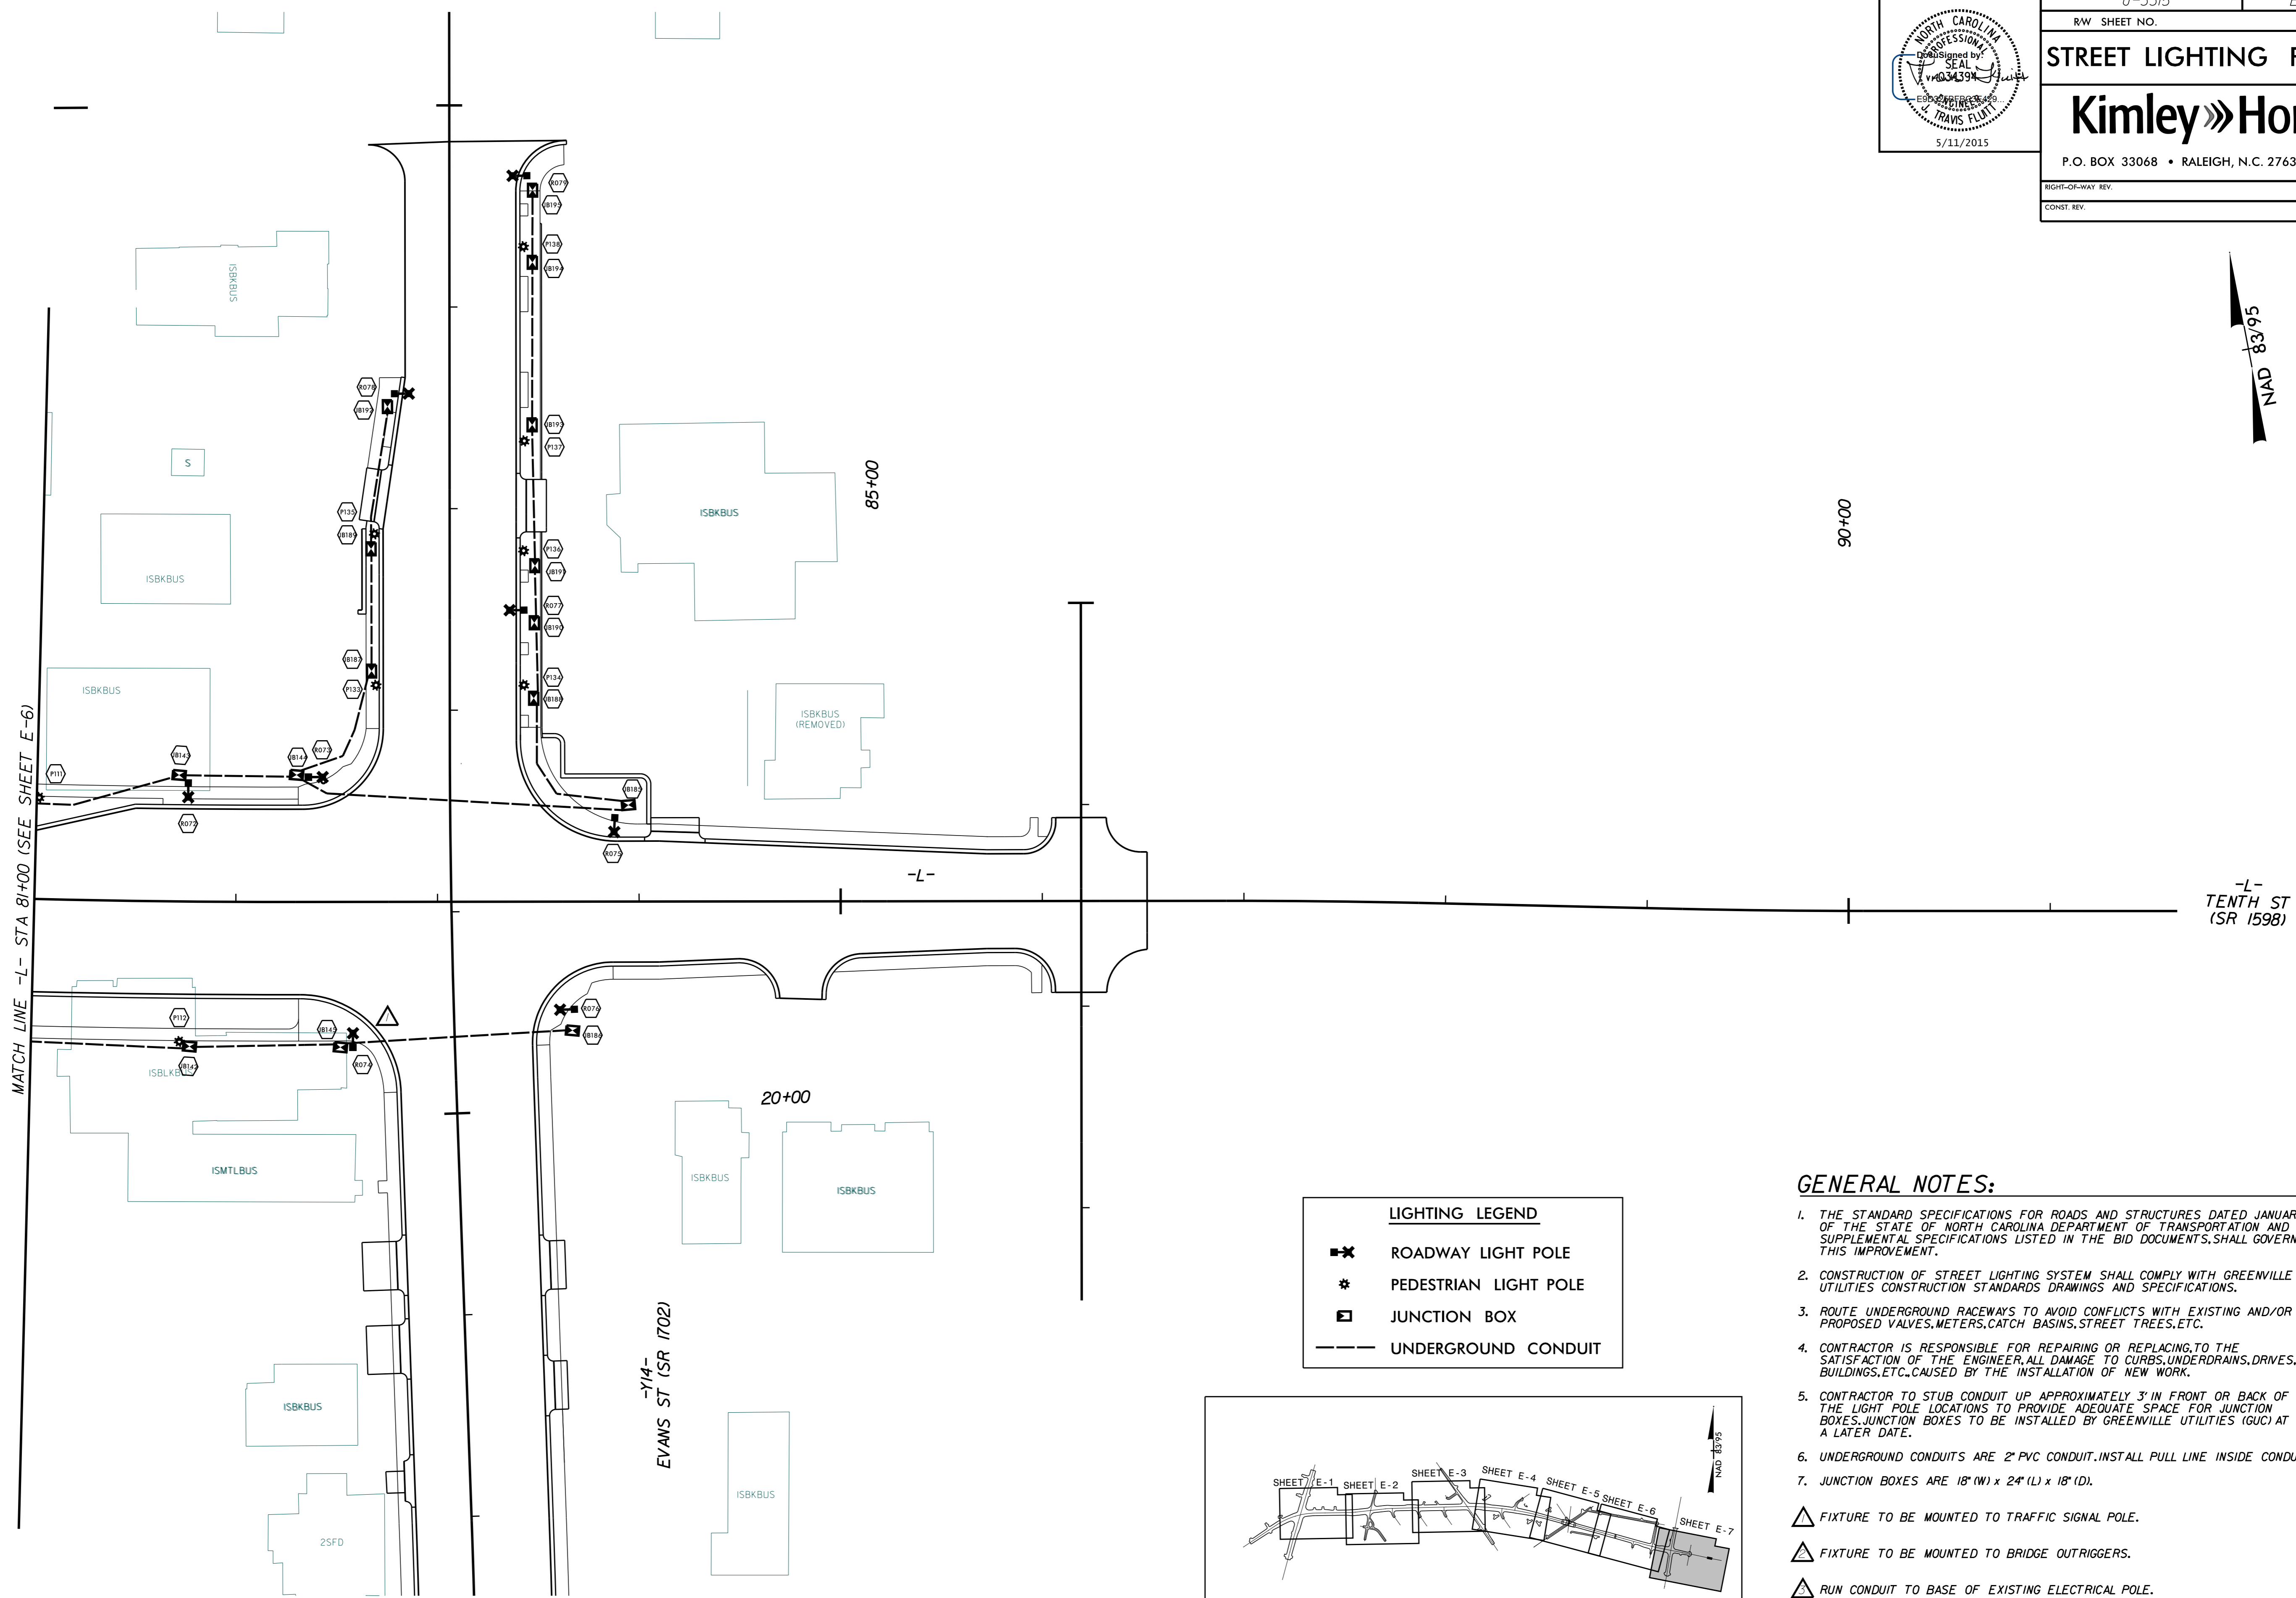 U-5515
R/W SHEET NO.
STREET LIGHTING
Kimley
P.O. BOX 33068 • RALEIGH, N.C. 2763
RIGHT-OF-WAY REV.
CONST. REV.
NORTH CAROLINA
PROFESSIONAL
DocuSigned by:
SEAL
034394
ENGINEER
J. TRAVIS FLUITT
5/11/2015
NAD 83/95
R079
JB195
P138
JB194
ISBKBUS
R078
JB192
JB193
P137
S
ISBKBUS
85+00
90+00
P135
JB189
P136
JB191
ISBKBUS
R077
JB190
JB187
P133
P134
JB188
ISBKBUS
ISBKBUS
(REMOVED)
P111
JB143
JB144
R073
R072
JB185
R075
MATCH LINE -L- STA 81+00 (SEE SHEET E-6)
-L-
-L-
TENTH ST
(SR 1598)
1
R076
JB186
P112
JB142
JB145
R074
ISBLKBUS
20+00
ISMTLBUS
ISBKBUS
ISBKBUS
-Y14-
EVANS ST (SR 1702)
ISBKBUS
ISBKBUS
2SFD
LIGHTING LEGEND
ROADWAY LIGHT POLE
PEDESTRIAN LIGHT POLE
JUNCTION BOX
UNDERGROUND CONDUIT
NAD 83/95
SHEET E-1
SHEET E-2
SHEET E-3
SHEET E-4
SHEET E-5
SHEET E-6
SHEET E-7
GENERAL NOTES:
1. THE STANDARD SPECIFICATIONS FOR ROADS AND STRUCTURES DATED JANUAR
OF THE STATE OF NORTH CAROLINA DEPARTMENT OF TRANSPORTATION AND
SUPPLEMENTAL SPECIFICATIONS LISTED IN THE BID DOCUMENTS, SHALL GOVERN
THIS IMPROVEMENT.
2. CONSTRUCTION OF STREET LIGHTING SYSTEM SHALL COMPLY WITH GREENVILLE
UTILITIES CONSTRUCTION STANDARDS DRAWINGS AND SPECIFICATIONS.
3. ROUTE UNDERGROUND RACEWAYS TO AVOID CONFLICTS WITH EXISTING AND/OR
PROPOSED VALVES, METERS, CATCH BASINS, STREET TREES, ETC.
4. CONTRACTOR IS RESPONSIBLE FOR REPAIRING OR REPLACING, TO THE
SATISFACTION OF THE ENGINEER, ALL DAMAGE TO CURBS, UNDERDRAINS, DRIVES,
BUILDINGS, ETC., CAUSED BY THE INSTALLATION OF NEW WORK.
5. CONTRACTOR TO STUB CONDUIT UP APPROXIMATELY 3' IN FRONT OR BACK OF
THE LIGHT POLE LOCATIONS TO PROVIDE ADEQUATE SPACE FOR JUNCTION
BOXES. JUNCTION BOXES TO BE INSTALLED BY GREENVILLE UTILITIES (GUC) AT
A LATER DATE.
6. UNDERGROUND CONDUITS ARE 2" PVC CONDUIT. INSTALL PULL LINE INSIDE CONDU
7. JUNCTION BOXES ARE 18" (W) x 24" (L) x 18" (D).
1 FIXTURE TO BE MOUNTED TO TRAFFIC SIGNAL POLE.
2 FIXTURE TO BE MOUNTED TO BRIDGE OUTRIGGERS.
3 RUN CONDUIT TO BASE OF EXISTING ELECTRICAL POLE.